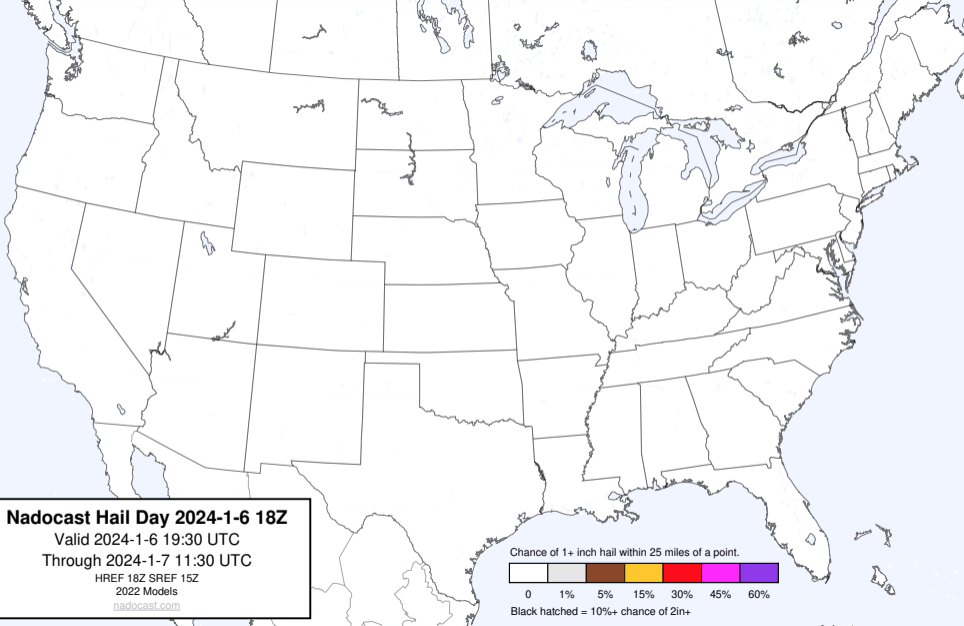 Nadocast Hail Day 2024-1-6 18Z
Valid 2024-1-6 19:30 UTC
Through 2024-1-7 11:30 UTC
HREF 18Z SREF 15Z
2022 Models
nadocast.com
Chance of 1+ inch hail within 25 miles of a point.
0 1% 5% 15% 30% 45% 60%
Black hatched = 10%+ chance of 2in+